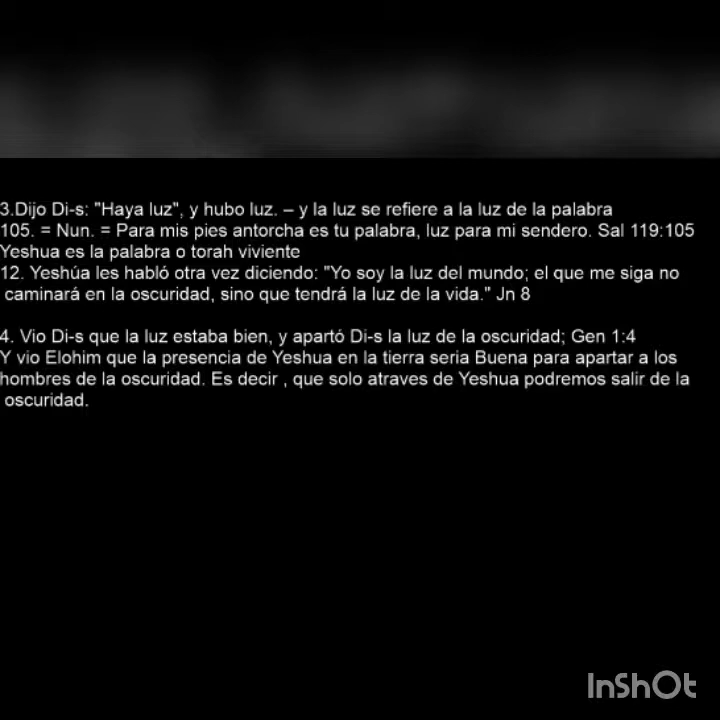 3.Dijo Di-s: "Haya luz", y hubo luz. – y la luz se refiere a la luz de la palabra
105. = Nun. = Para mis pies antorcha es tu palabra, luz para mi sendero. Sal 119:105
Yeshua es la palabra o torah viviente
12. Yeshúa les habló otra vez diciendo: "Yo soy la luz del mundo; el que me siga no
caminará en la oscuridad, sino que tendrá la luz de la vida." Jn 8
4. Vio Di-s que la luz estaba bien, y apartó Di-s la luz de la oscuridad; Gen 1:4
Y vio Elohim que la presencia de Yeshua en la tierra seria Buena para apartar a los
hombres de la oscuridad. Es decir , que solo atraves de Yeshua podremos salir de la
oscuridad.
InShOt